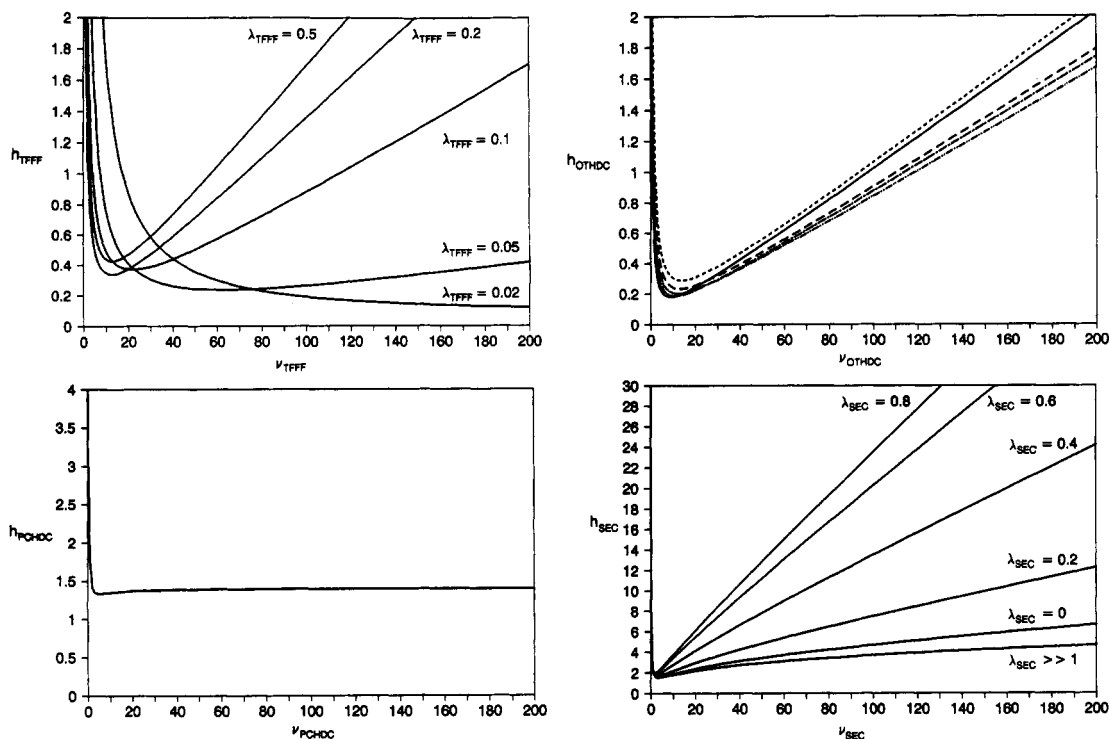 2
1.8
1.6
1.4
1.2
h_TFFF 1
0.8
0.6
0.4
0.2
0
λ_TFFF = 0.5
λ_TFFF = 0.2
λ_TFFF = 0.1
λ_TFFF = 0.05
λ_TFFF = 0.02
0 20 40 60 80 100 120 140 160 180 200
ν_TFFF
2
1.8
1.6
1.4
1.2
h_OTHDC 1
0.8
0.6
0.4
0.2
0
0 20 40 60 80 100 120 140 160 180 200
ν_OTHDC
4
3.5
3
2.5
h_PCHDC 2
1.5
1
0.5
0
0 20 40 60 80 100 120 140 160 180 200
ν_PCHDC
30
28
26
24
22
20
18
h_SEC 16
14
12
10
8
6
4
2
0
λ_SEC = 0.8
λ_SEC = 0.6
λ_SEC = 0.4
λ_SEC = 0.2
λ_SEC = 0
λ_SEC >> 1
0 20 40 60 80 100 120 140 160 180 200
ν_SEC